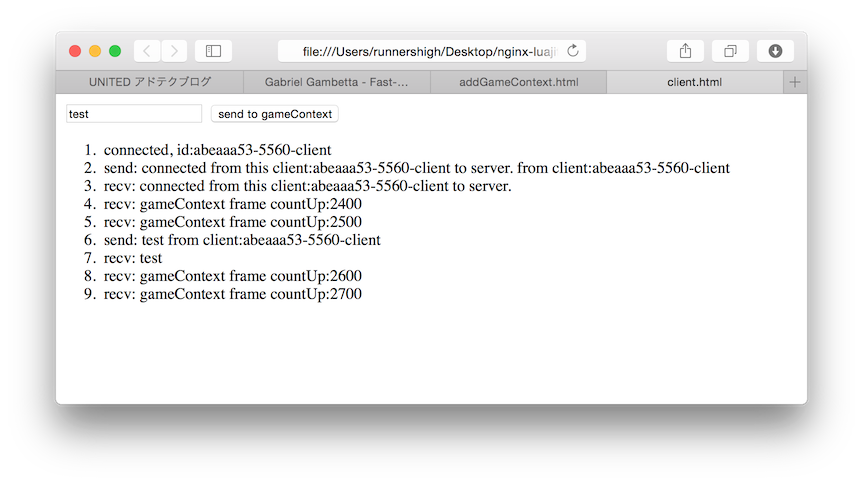 file:///Users/runnershigh/Desktop/nginx-luaji
UNITED アドテクブログ
Gabriel Gambetta - Fast-...
addGameContext.html
client.html
test
send to gameContext
1. connected, id:abeaaa53-5560-client
2. send: connected from this client:abeaaa53-5560-client to server. from client:abeaaa53-5560-client
3. recv: connected from this client:abeaaa53-5560-client to server.
4. recv: gameContext frame countUp:2400
5. recv: gameContext frame countUp:2500
6. send: test from client:abeaaa53-5560-client
7. recv: test
8. recv: gameContext frame countUp:2600
9. recv: gameContext frame countUp:2700